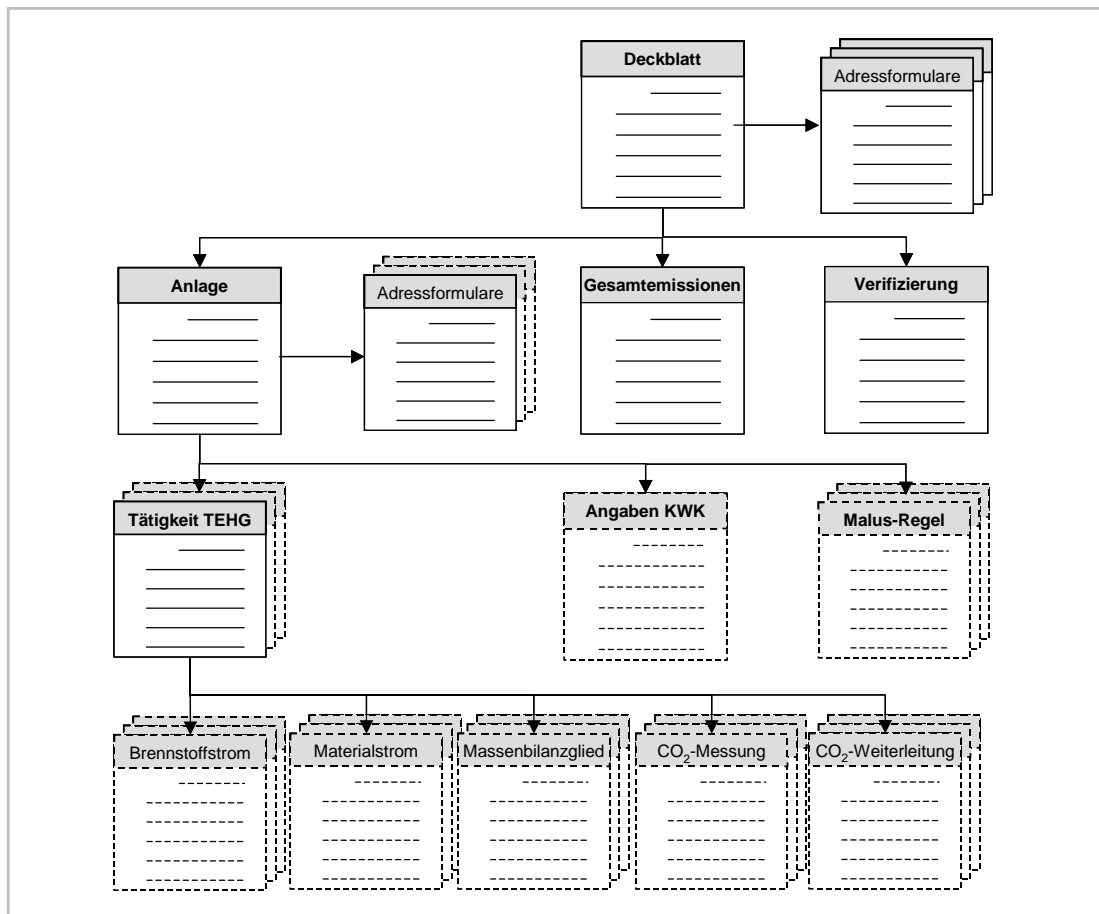 Deckblatt
Adressformulare
Anlage
Adressformulare
Gesamtemissionen
Verifizierung
Tätigkeit TEHG
Angaben KWK
Malus-Regel
Brennstoffstrom
Materialstrom
Massenbilanzglied
CO₂-Messung
CO₂-Weiterleitung